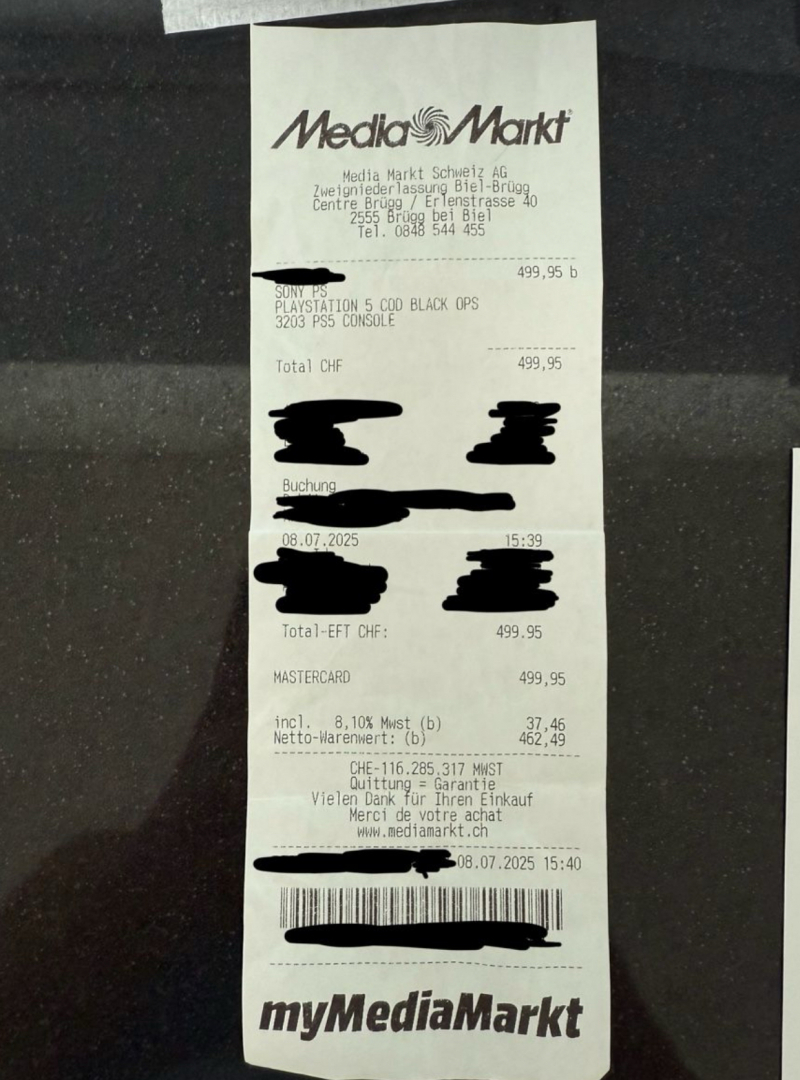 Media Markt
Media Markt Schweiz AG
Zweigniederlassung Biel-Brügg
Centre Brügg / Erlenstrasse 40
2555 Brügg bei Biel
Tel. 0848 544 455
499,95 b
SONY PS
PLAYSTATION 5 COD BLACK OPS
3203 PS5 CONSOLE
Total CHF 499,95
Buchung
08.07.2025 15:39
Total-EFT CHF: 499.95
MASTERCARD 499,95
incl. 8,10% Mwst (b) 37,46
Netto-Warenwert: (b) 462,49
CHE-116.285.317 MWST
Quittung = Garantie
Vielen Dank für Ihren Einkauf
Merci de votre achat
www.mediamarkt.ch
08.07.2025 15:40
myMediaMarkt